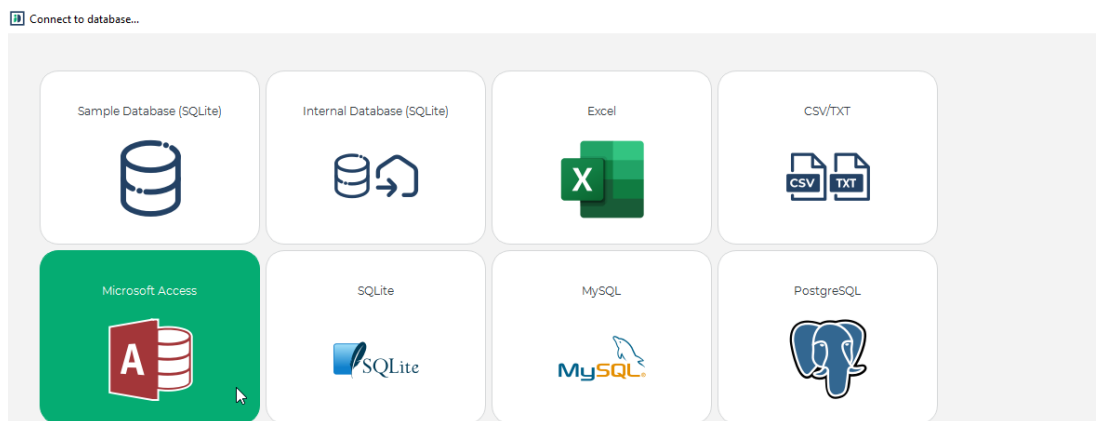 Connect to database...
Sample Database (SQLite)
Internal Database (SQLite)
Excel
CSV/TXT
X
CSV
TXT
Microsoft Access
SQLite
MySQL
PostgreSQL
A
SQLite
MySQL